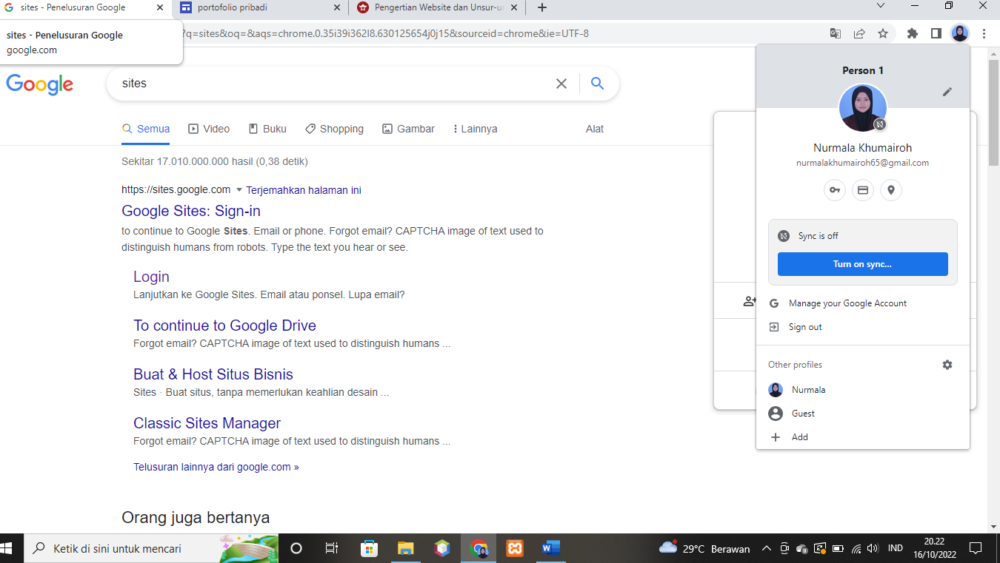 sites - Penelusuran Google
portofolio pribadi
Pengertian Website dan Unsur-u
sites - Penelusuran Google
google.com
?q=sites&oq=&aqs=chrome.0.35i39i362l8.630125654j0j15&sourceid=chrome&ie=UTF-8
Google
sites
Semua
Video
Buku
Shopping
Gambar
Lainnya
Alat
Sekitar 17.010.000.000 hasil (0,38 detik)
https://sites.google.com
Terjemahkan halaman ini
Google Sites: Sign-in
to continue to Google Sites. Email or phone. Forgot email? CAPTCHA image of text used to
distinguish humans from robots. Type the text you hear or see.
Login
Lanjutkan ke Google Sites. Email atau ponsel. Lupa email?
To continue to Google Drive
Forgot email? CAPTCHA image of text used to distinguish humans ...
Buat & Host Situs Bisnis
Sites · Buat situs, tanpa memerlukan keahlian desain ...
Classic Sites Manager
Forgot email? CAPTCHA image of text used to distinguish humans ...
Telusuran lainnya dari google.com »
Orang juga bertanya
Person 1
Nurmala Khumairoh
nurmalakhumairoh65@gmail.com
Sync is off
Turn on sync...
Manage your Google Account
Sign out
Other profiles
Nurmala
Guest
Add
Ketik di sini untuk mencari
29°C Berawan
IND
20.22
16/10/2022